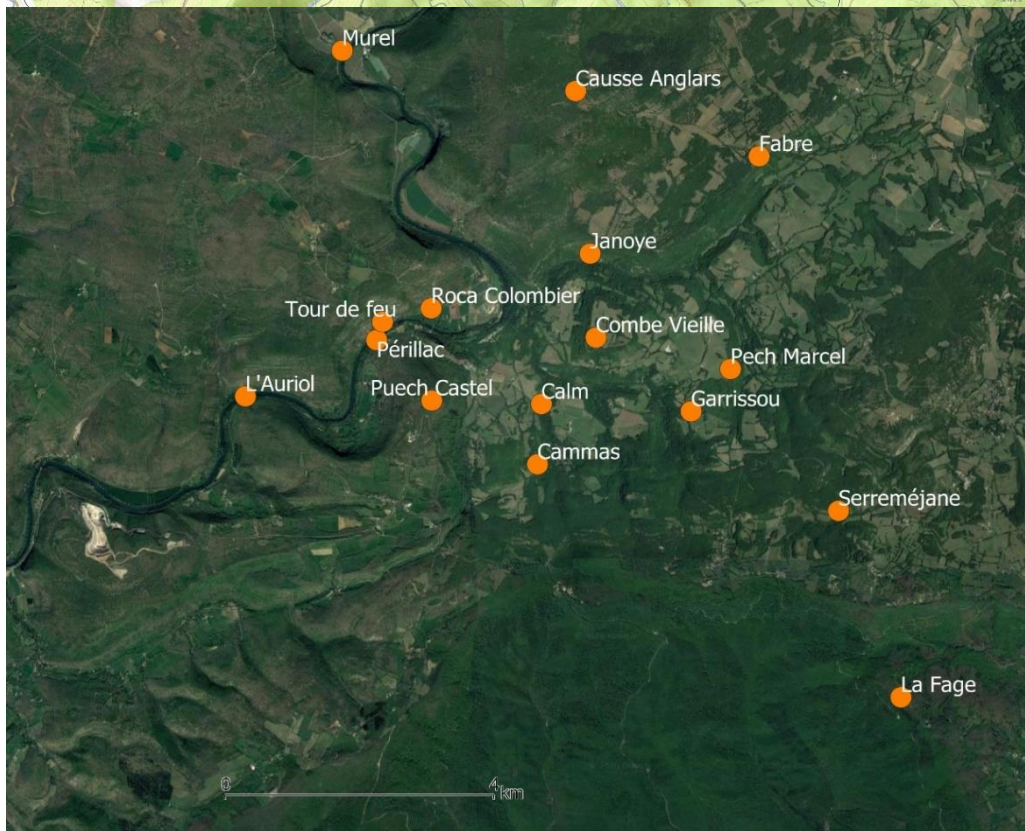 Murel
Causse Anglars
Fabre
Janoye
Roca Colombier
Tour de feu
Combe Vieille
Périllac
Pech Marcel
L'Auriol
Puech Castel
Calm
Garrissou
Cammas
Serreméjane
La Fage
0 4 km